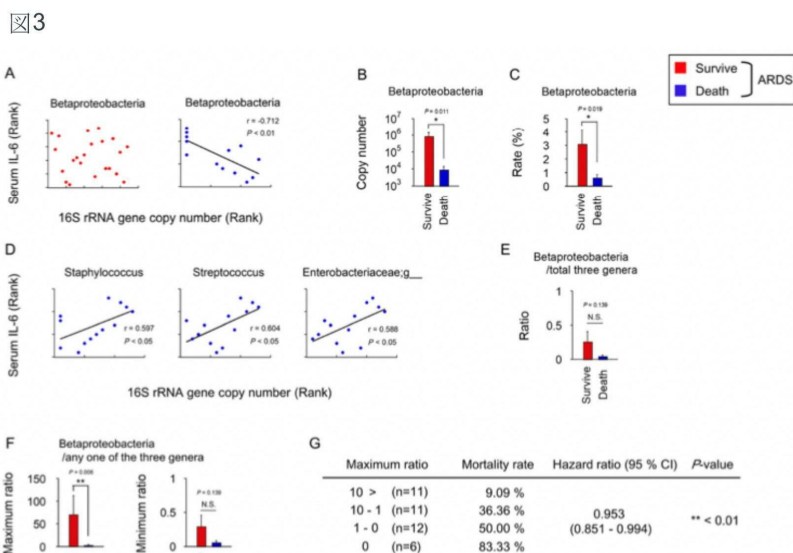 図3
Survive
Death
ARDS
A
Betaproteobacteria
Betaproteobacteria
r = -0.712
P < 0.01
Serum IL-6 (Rank)
16S rRNA gene copy number (Rank)
B
Betaproteobacteria
P = 0.011
*
Copy number
10⁷
10⁶
10⁵
10⁴
10³
Survive
Death
C
Betaproteobacteria
P = 0.019
*
Rate (%)
5
4
3
2
1
0
Survive
Death
D
Staphylococcus
Streptococcus
Enterobacteriaceae;g__
r = 0.597
P < 0.05
r = 0.604
P < 0.05
r = 0.588
P < 0.05
Serum IL-6 (Rank)
16S rRNA gene copy number (Rank)
E
Betaproteobacteria
/total three genera
P = 0.139
N.S.
Ratio
1
0.5
0
Survive
Death
F
Betaproteobacteria
/any one of the three genera
P = 0.006
**
Maximum ratio
150
100
50
0
P = 0.139
N.S.
Minimum ratio
1
0.5
0
G
Maximum ratio Mortality rate Hazard ratio (95 % CI) P-value
10 > (n=11) 9.09 %
10 - 1 (n=11) 36.36 %
1 - 0 (n=12) 50.00 %
0 (n=6) 83.33 %
0.953
(0.851 - 0.994)
** < 0.01